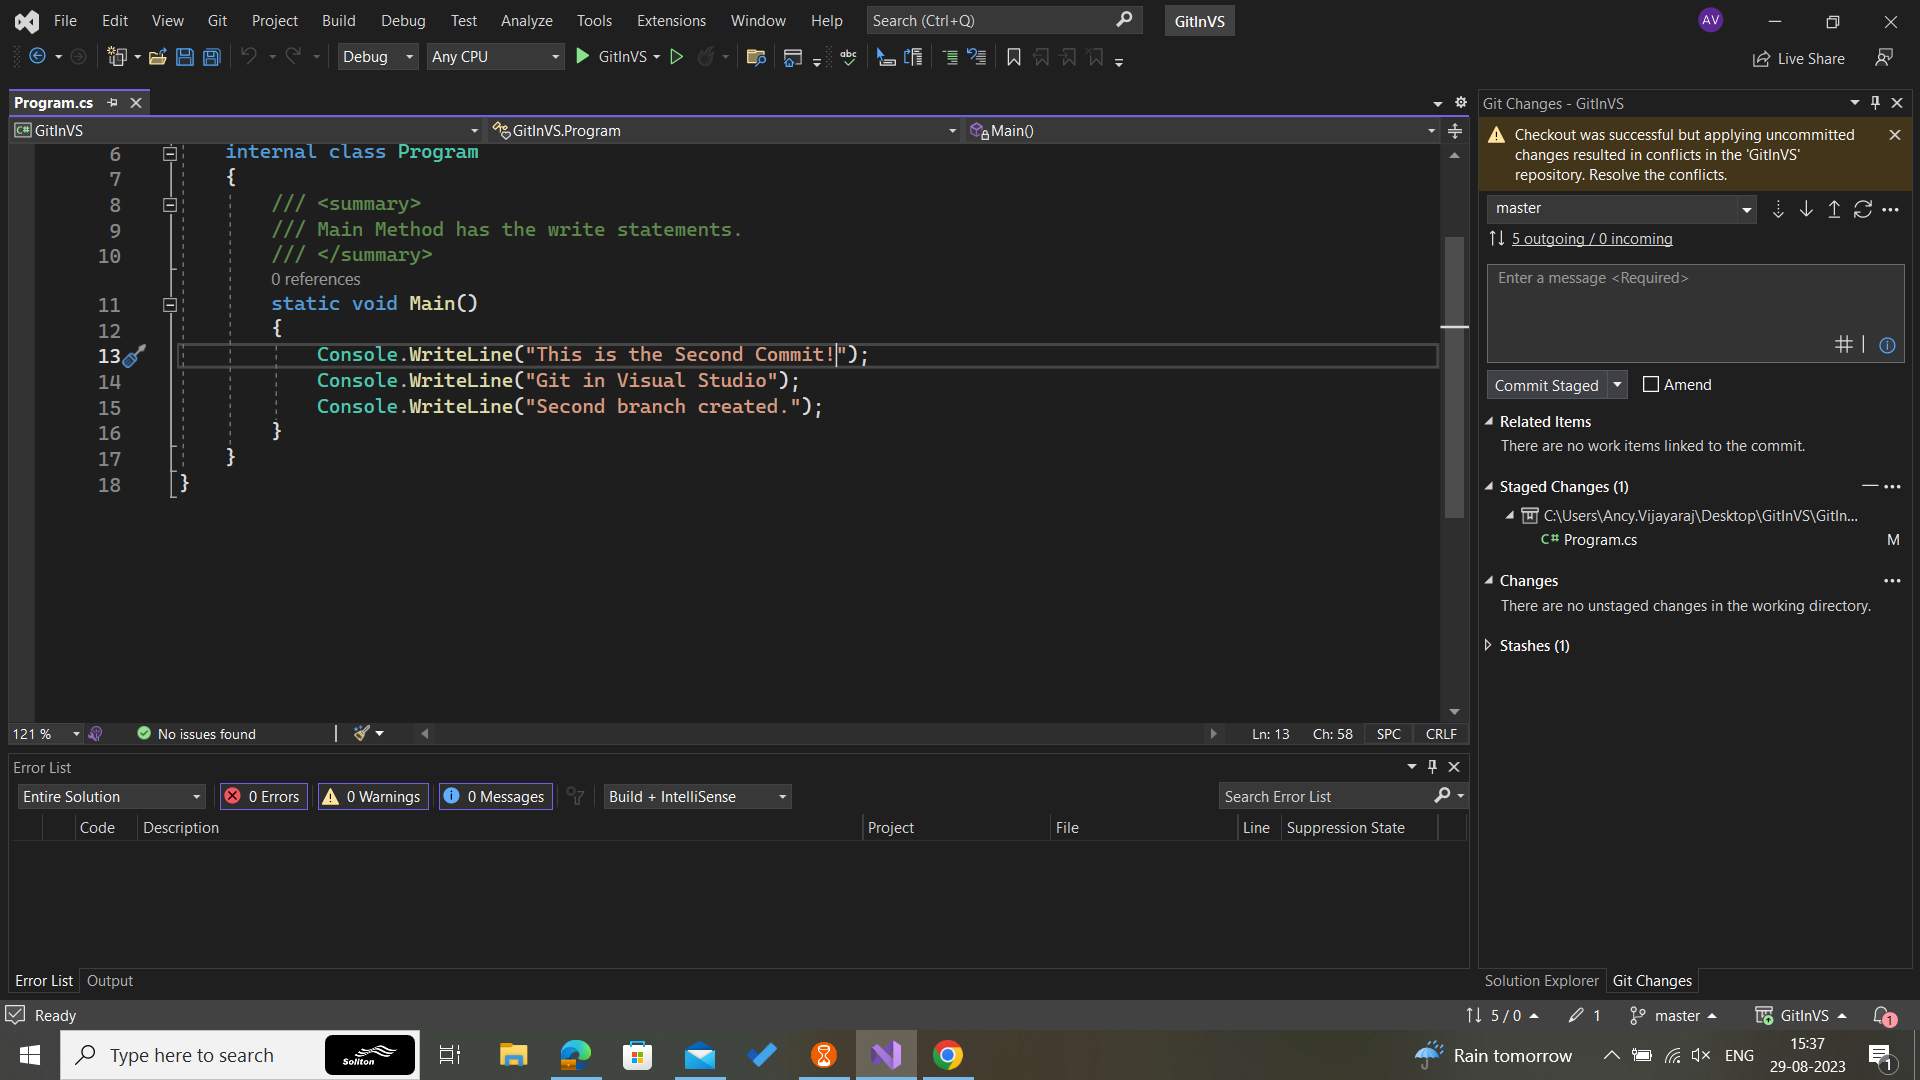 File Edit View Git Project Build Debug Test Analyze Tools Extensions Window Help Search (Ctrl+Q) GitInVS AV
Debug Any CPU GitInVS Live Share
Program.cs
C# GitInVS GitInVS.Program Main()
6 internal class Program
7 {
8 /// <summary>
9 /// Main Method has the write statements.
10 /// </summary>
0 references
11 static void Main()
12 {
13 Console.WriteLine("This is the Second Commit!");
14 Console.WriteLine("Git in Visual Studio");
15 Console.WriteLine("Second branch created.");
16 }
17 }
18 }
121 % No issues found Ln: 13 Ch: 58 SPC CRLF
Error List
Entire Solution 0 Errors 0 Warnings 0 Messages Build + IntelliSense Search Error List
Code Description Project File Line Suppression State
Error List Output
Git Changes - GitInVS
Checkout was successful but applying uncommitted
changes resulted in conflicts in the 'GitInVS'
repository. Resolve the conflicts.
master
5 outgoing / 0 incoming
Enter a message <Required>
Commit Staged Amend
Related Items
There are no work items linked to the commit.
Staged Changes (1)
C:\Users\Ancy.Vijayaraj\Desktop\GitInVS\GitIn...
C# Program.cs M
Changes
There are no unstaged changes in the working directory.
Stashes (1)
Solution Explorer Git Changes
Ready 5 / 0 1 master GitInVS 1
Type here to search Soliton Rain tomorrow ENG 15:37
29-08-2023 1